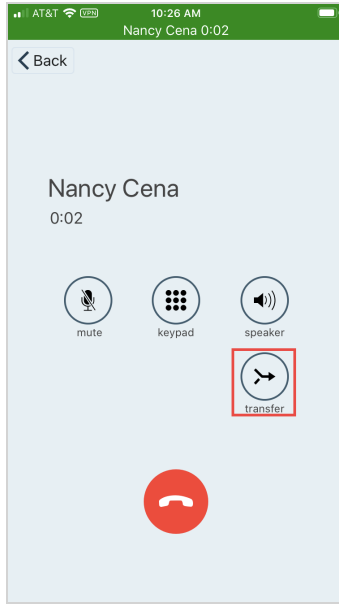 AT&T VPN 10:26 AM
Nancy Cena 0:02
Back
Nancy Cena
0:02
mute keypad speaker
transfer